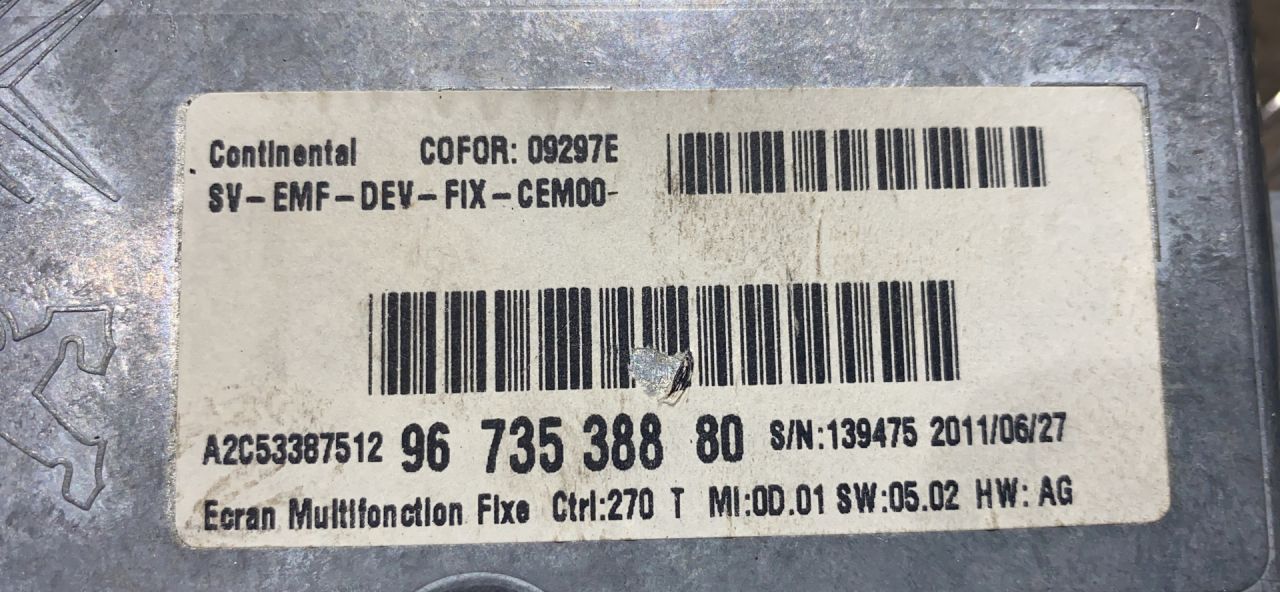 Continental COFOR: 09297E
SV-EMF-DEV-FIX-CEM00-
A2C53387512 96 735 388 80 S/N:139475 2011/06/27
Ecran Multifonction Fixe Ctrl:270 T MI:0D.01 SW:05.02 HW: AG